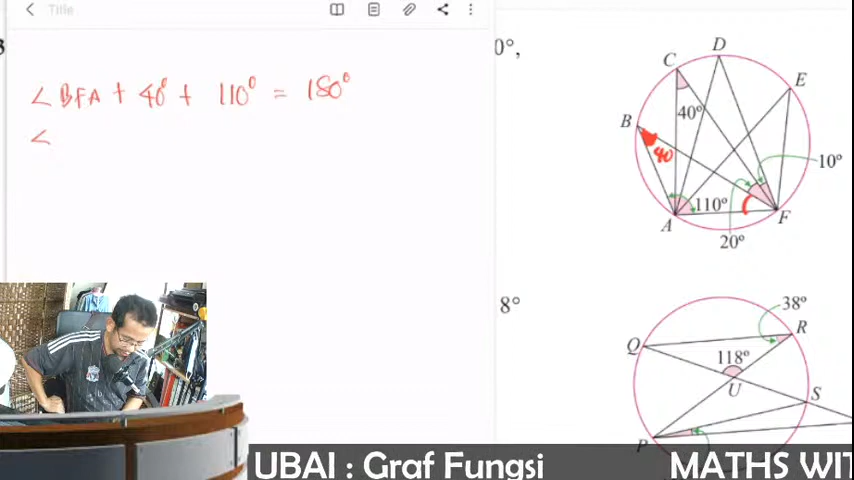 Title
3
∠BFA + 40° + 110° = 180°
∠
0°,
D
C
E
B
40°
40
10°
110°
A
F
20°
8°
38°
Q
R
118°
U
S
P
UBAI : Graf Fungsi
MATHS WIT